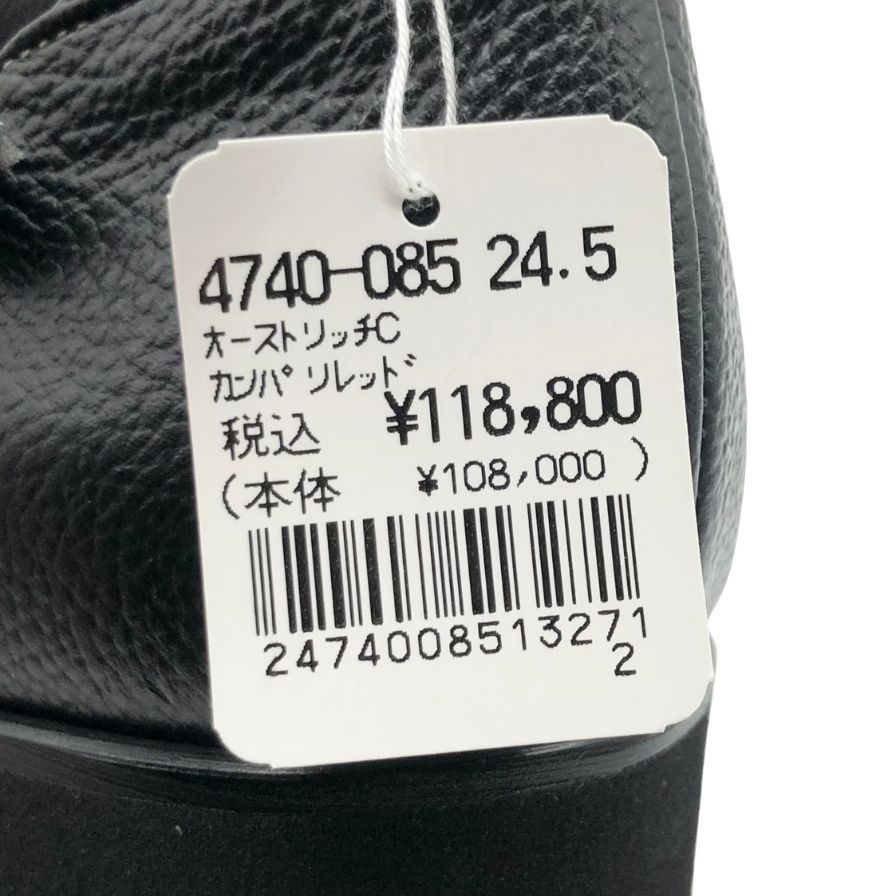 4740-085 24.5
オーストリッチC
カンパリレッド
税込 ¥118,800
(本体 ¥108,000 )
2474008513271
2